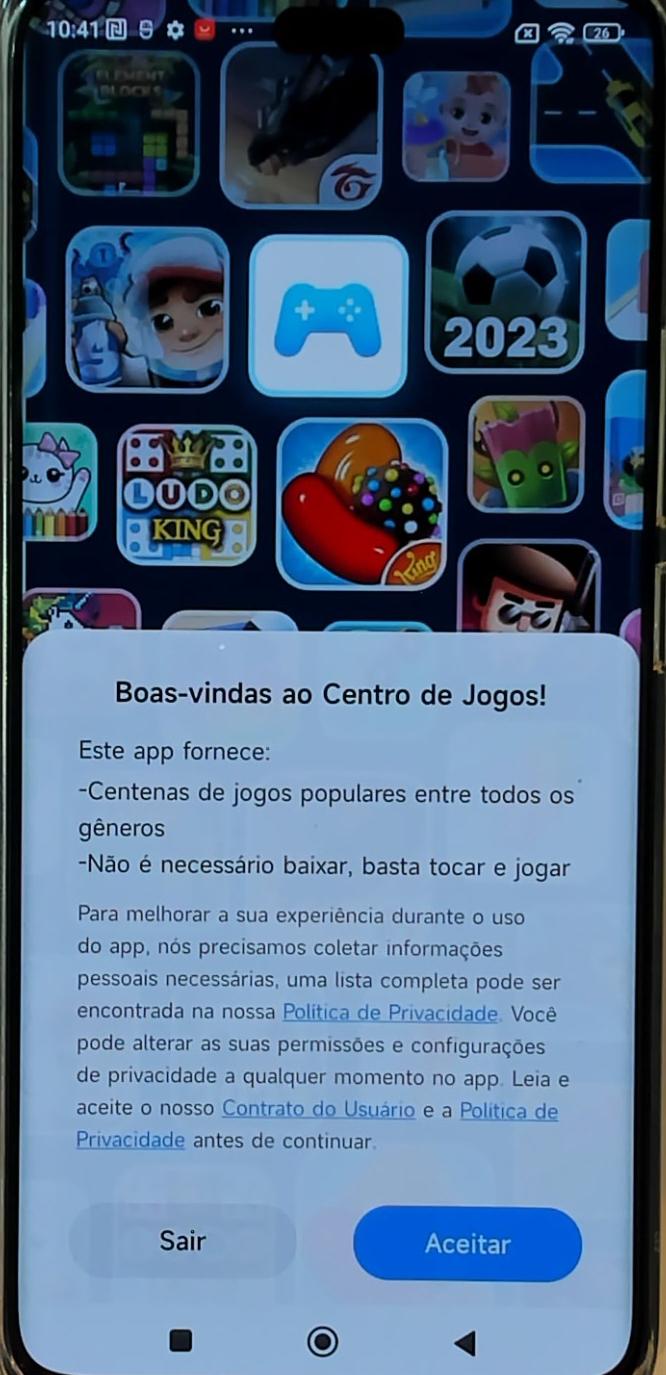 10:41
26
ELEMENT
BLOCKS
2023
LUDO
KING
King
Boas-vindas ao Centro de Jogos!
Este app fornece:
-Centenas de jogos populares entre todos os
gêneros
-Não é necessário baixar, basta tocar e jogar
Para melhorar a sua experiência durante o uso
do app, nós precisamos coletar informações
pessoais necessárias, uma lista completa pode ser
encontrada na nossa Política de Privacidade. Você
pode alterar as suas permissões e configurações
de privacidade a qualquer momento no app. Leia e
aceite o nosso Contrato do Usuário e a Política de
Privacidade antes de continuar.
Sair
Aceitar